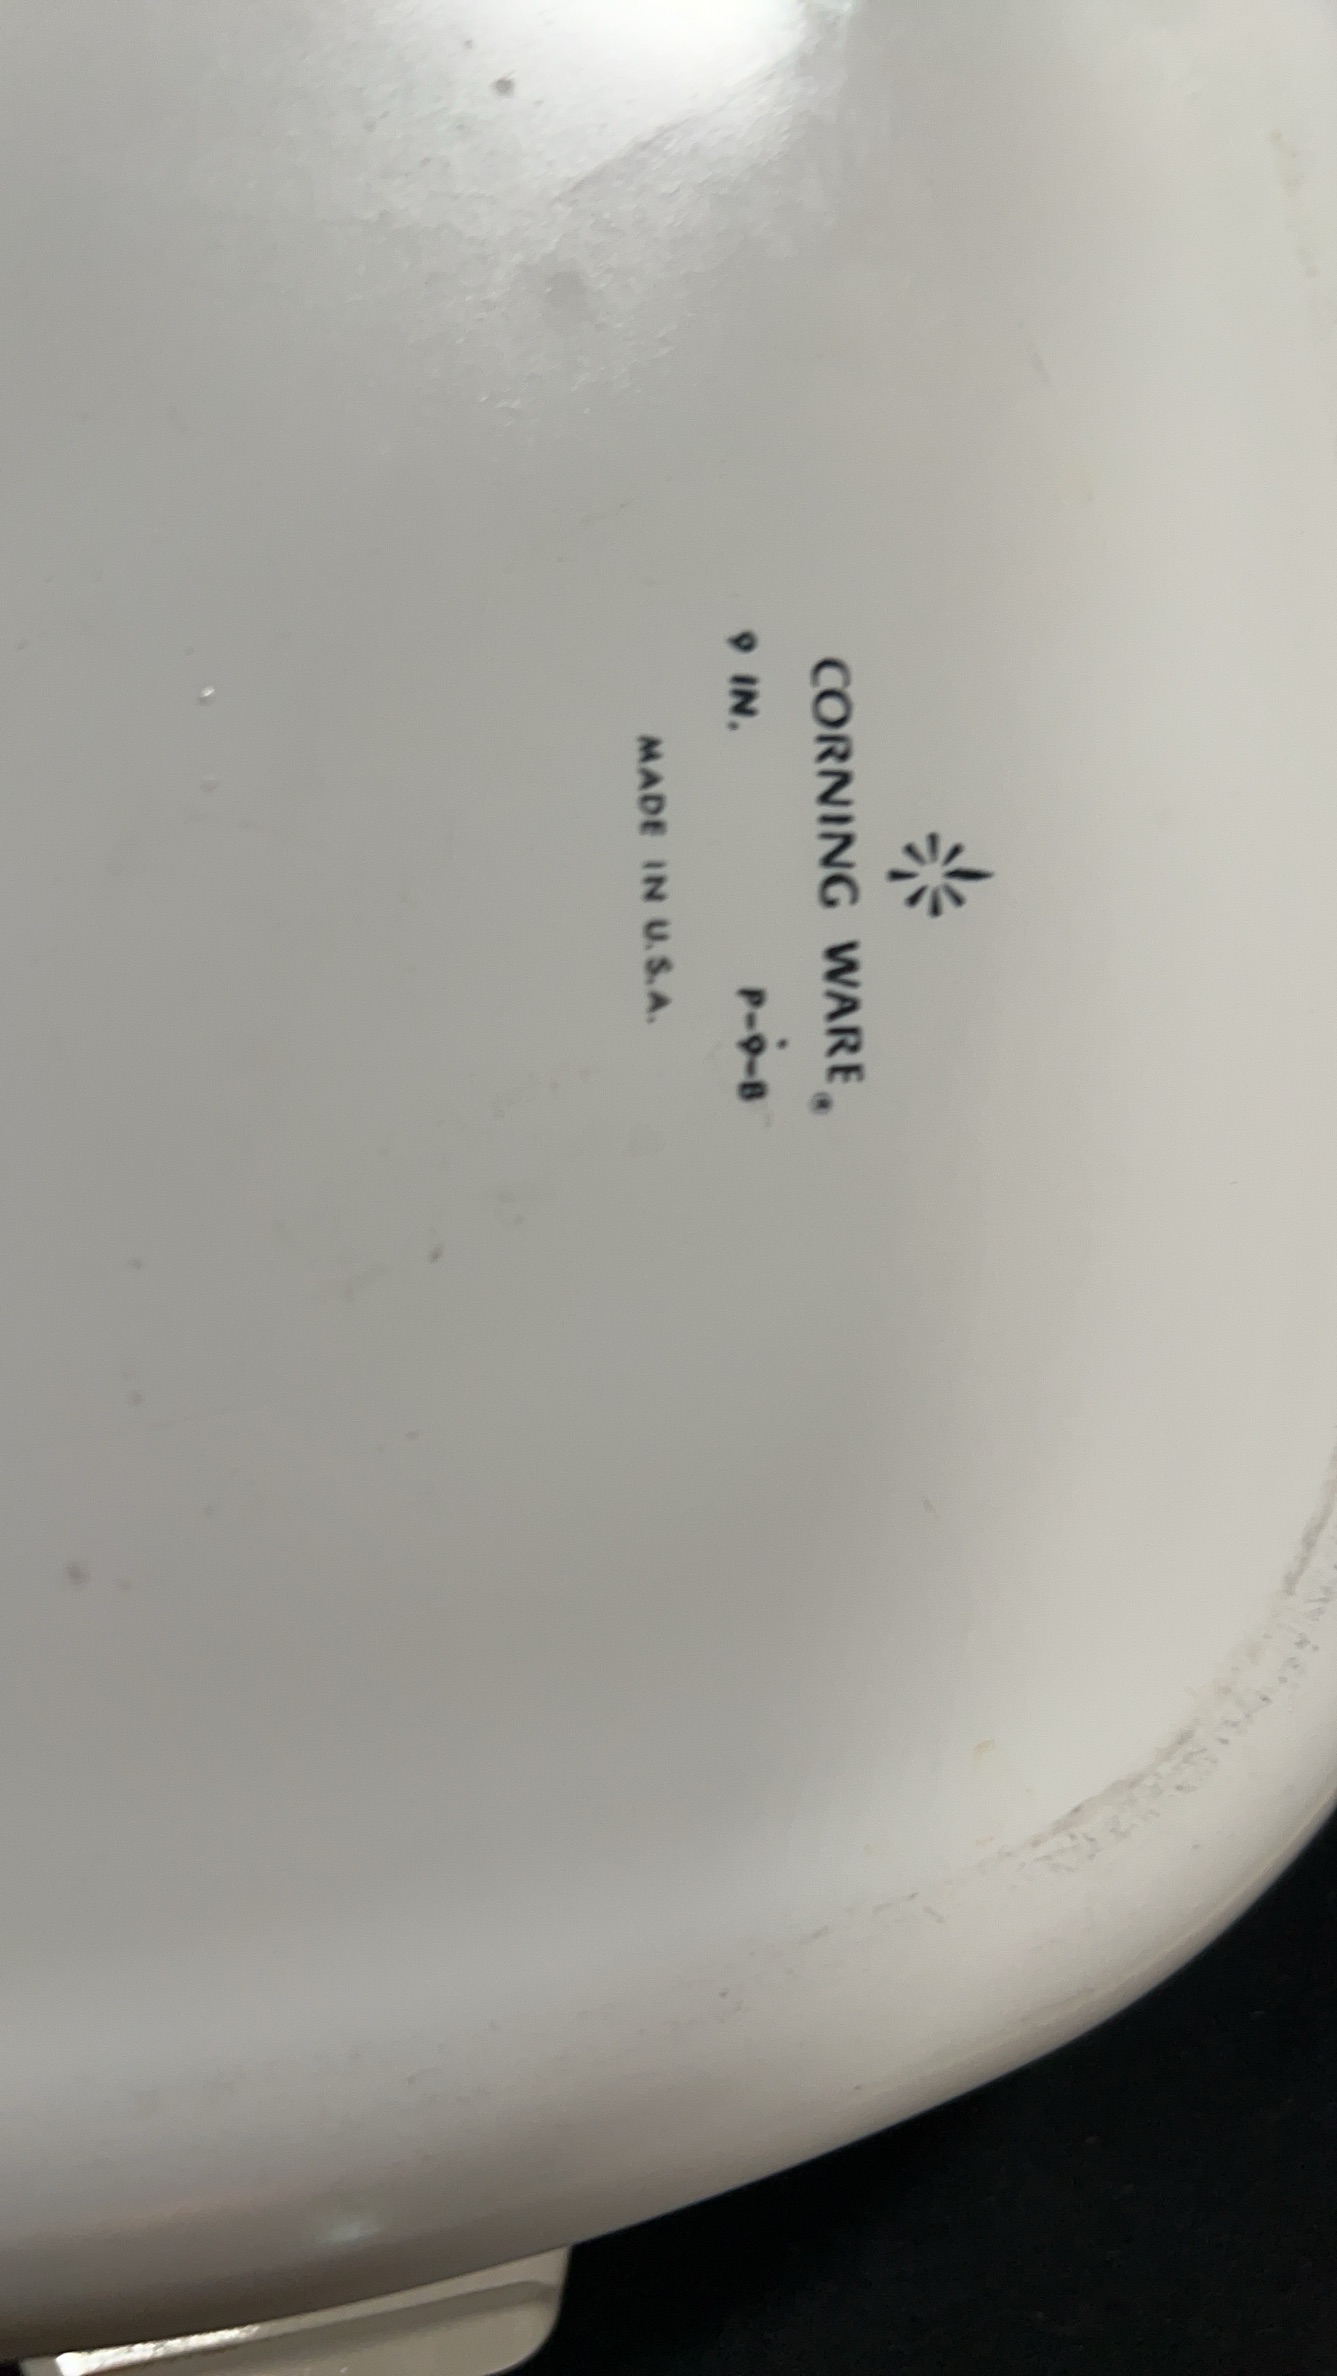 CORNING WARE®
9 IN. P-9-B
MADE IN U.S.A.